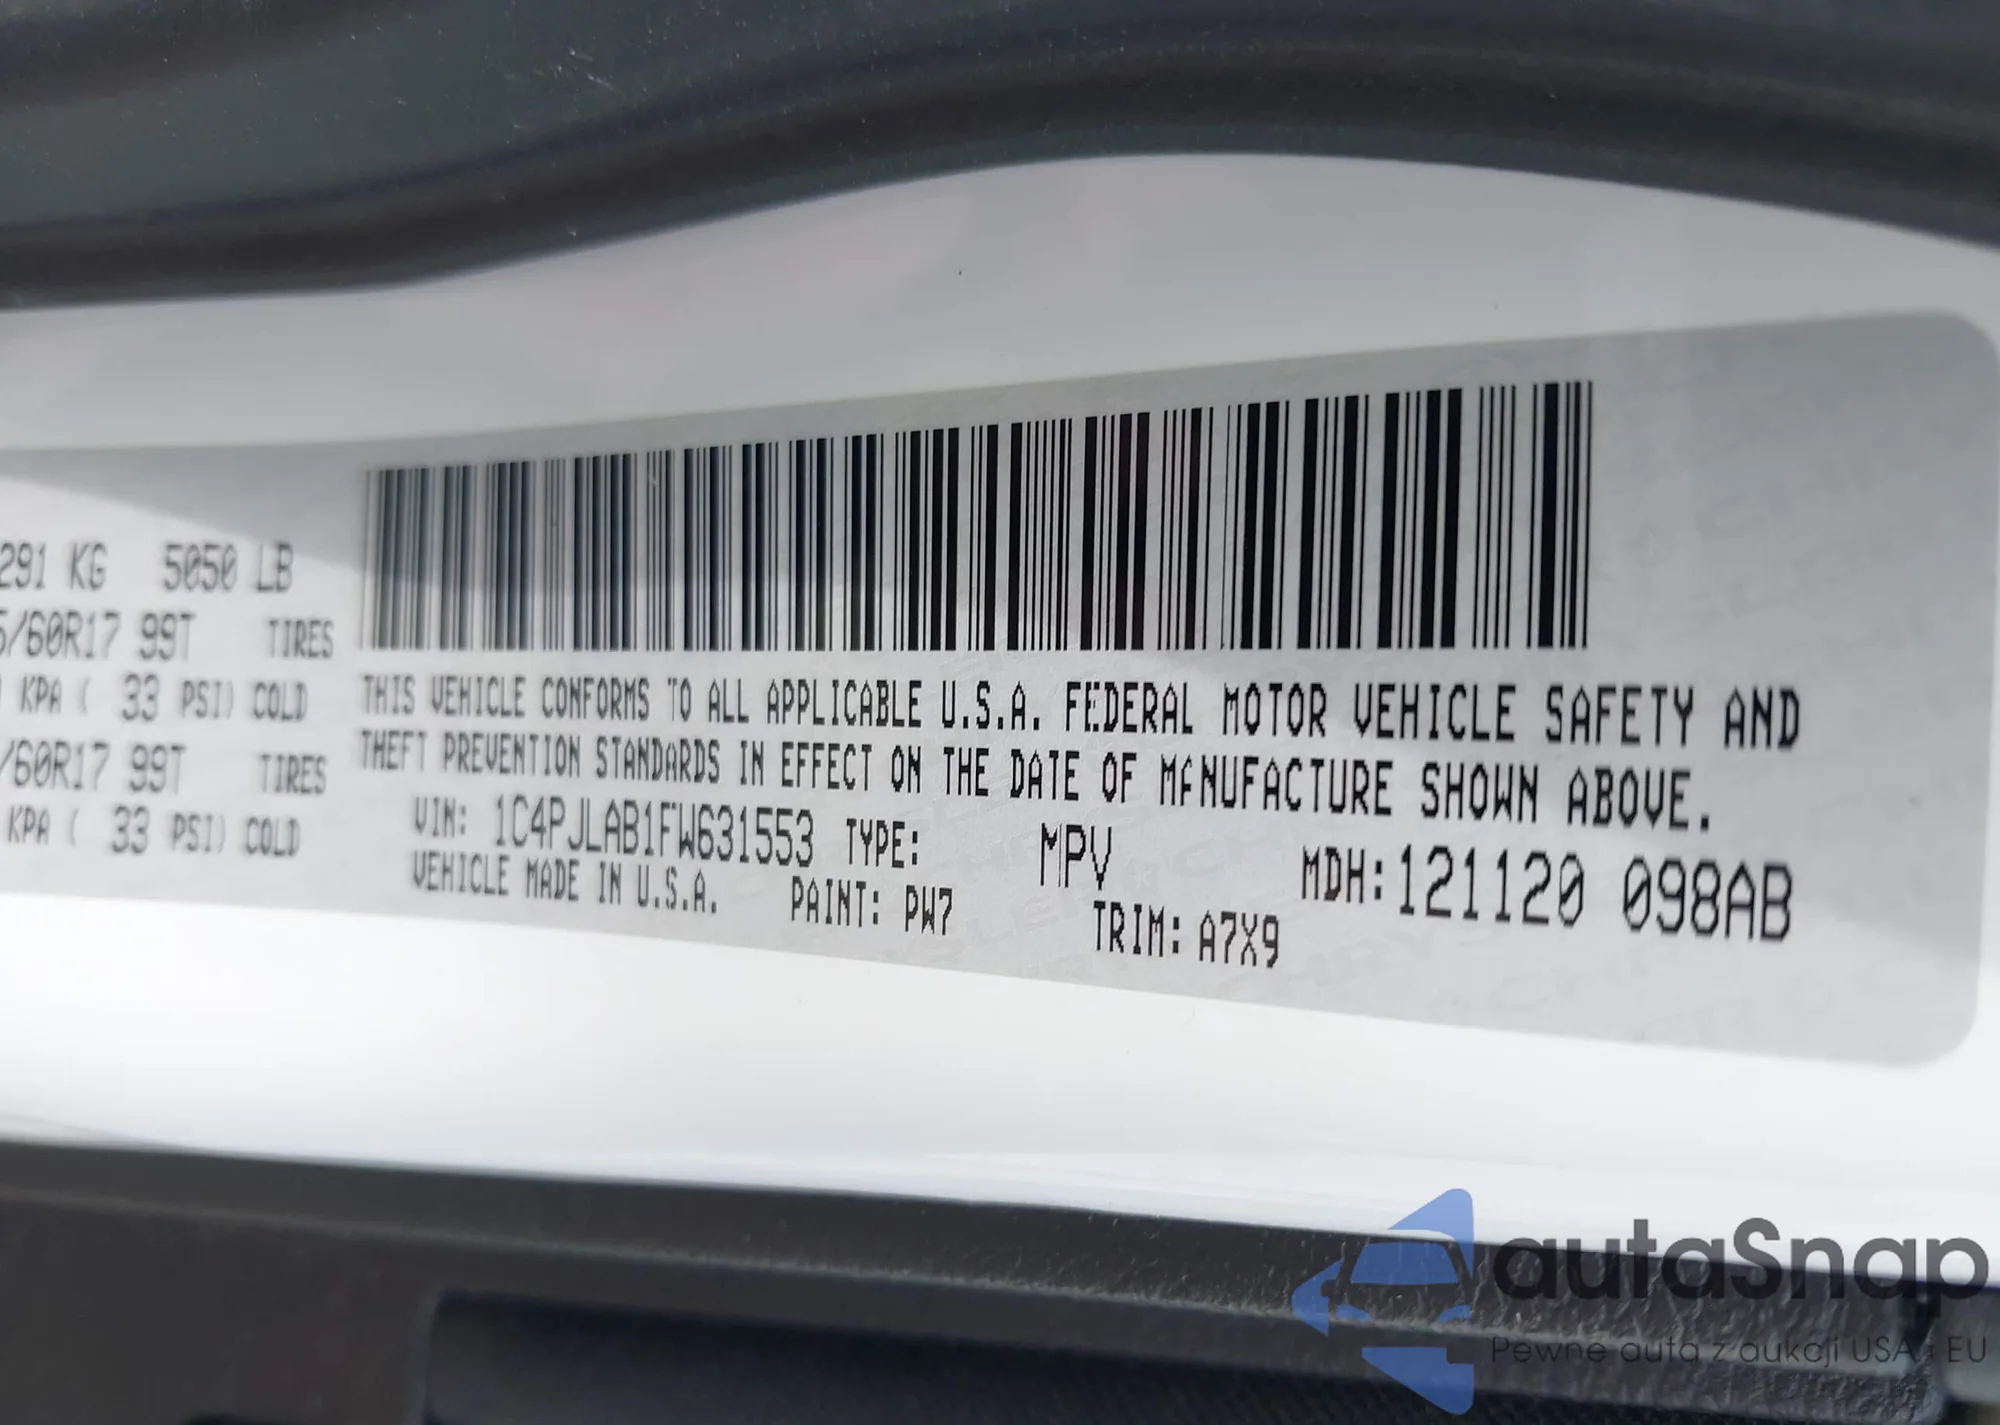 291 KG 5050 LB
5/60R17 99T TIRES
KPA ( 33 PSI) COLD
/60R17 99T TIRES
KPA ( 33 PSI) COLD
THIS VEHICLE CONFORMS TO ALL APPLICABLE U.S.A. FEDERAL MOTOR VEHICLE SAFETY AND
THEFT PREVENTION STANDARDS IN EFFECT ON THE DATE OF MANUFACTURE SHOWN ABOVE.
VIN: 1C4PJLAB1FW631553 TYPE: MPV MDH:121120 098AB
VEHICLE MADE IN U.S.A. PAINT: PW7 TRIM: A7X9
autaSnap
Pewne auta z aukcji USA i EU